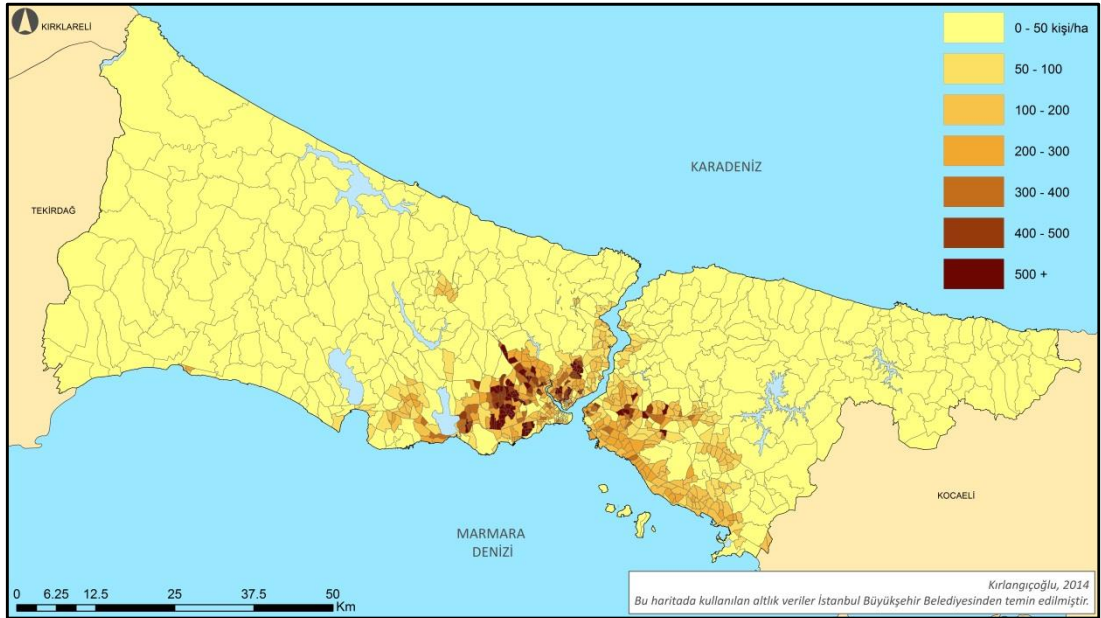 KIRKLARELİ
0 - 50 kişi/ha
50 - 100
100 - 200
200 - 300
300 - 400
400 - 500
500 +
KARADENİZ
TEKİRDAĞ
KOCAELİ
MARMARA
DENİZİ
0 6.25 12.5 25 37.5 50
Km
Kırlangıçoğlu, 2014
Bu haritada kullanılan altlık veriler İstanbul Büyükşehir Belediyesinden temin edilmiştir.